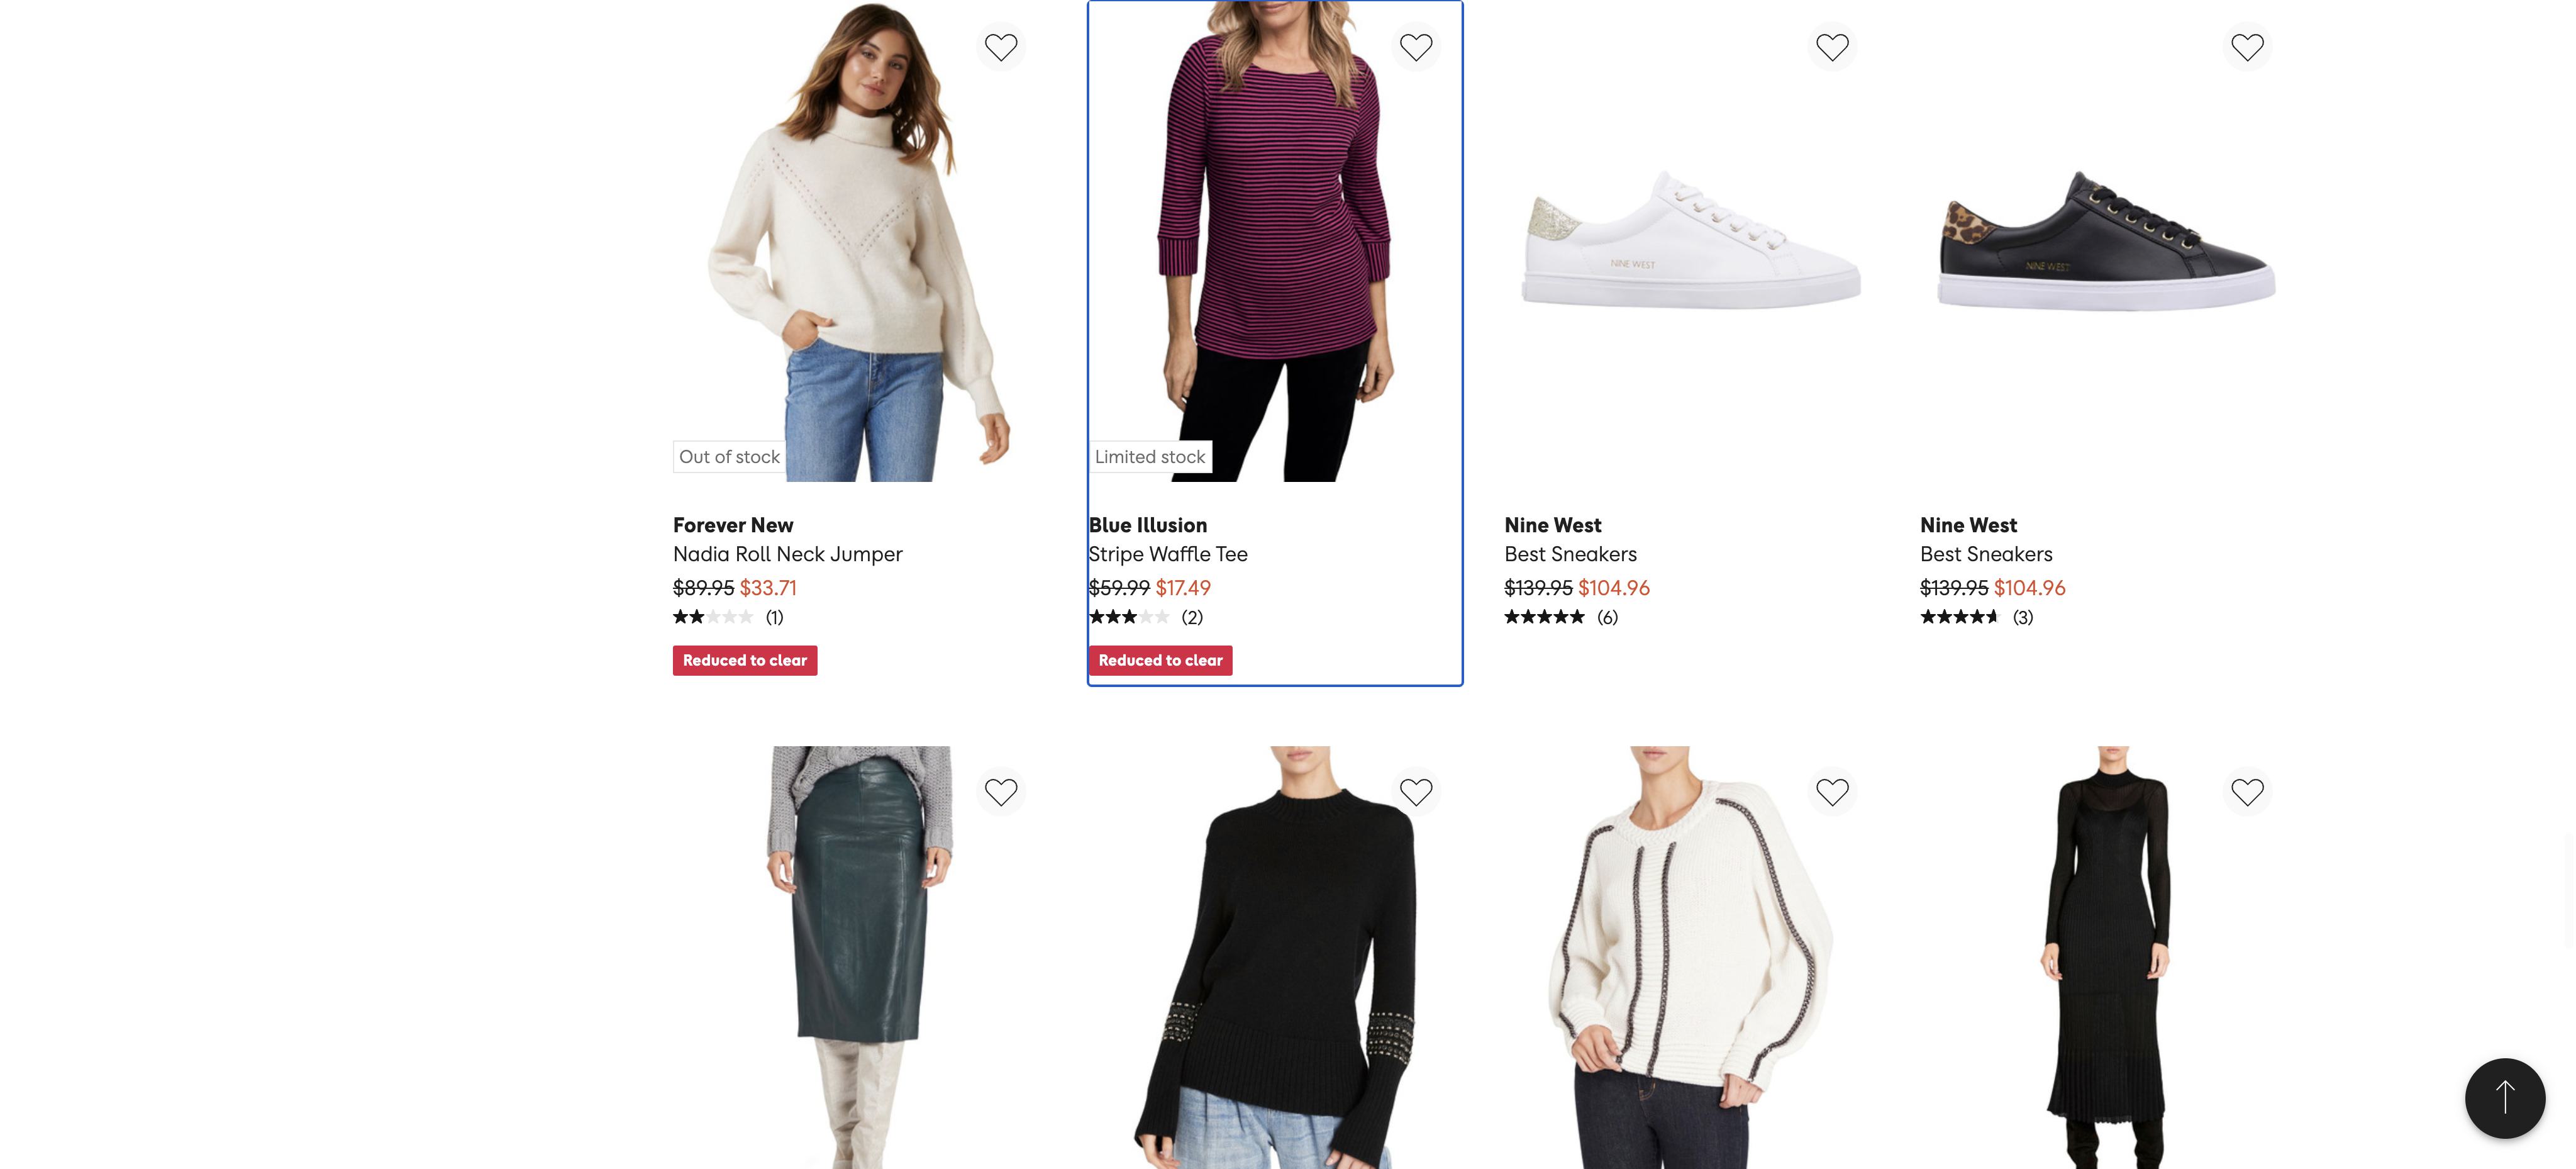 NINE WEST
NINE WEST
Out of stock
Limited stock
Forever New
Nadia Roll Neck Jumper
$89.95 $33.71
(1)
Reduced to clear
Blue Illusion
Stripe Waffle Tee
$59.99 $17.49
(2)
Reduced to clear
Nine West
Best Sneakers
$139.95 $104.96
(6)
Nine West
Best Sneakers
$139.95 $104.96
(3)